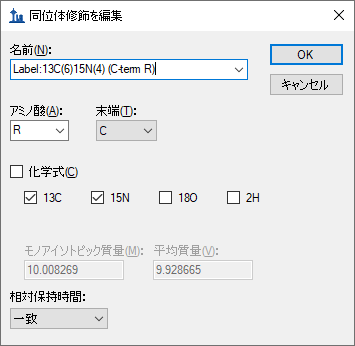 同位体修飾を編集
名前(N):
Label:13C(6)15N(4) (C-term R)
OK
キャンセル
アミノ酸(A):
末端(T):
R
C
化学式(C)
13C
15N
18O
2H
モノアイソトピック質量(M):
平均質量(V):
10.008269
9.928665
相対保持時間:
一致